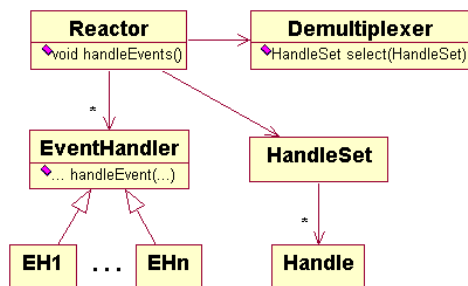 Reactor Demultiplexer
void handleEvents() HandleSet select(HandleSet)
*
EventHandler HandleSet
... handleEvent(...)
*
EH1 ... EHn Handle